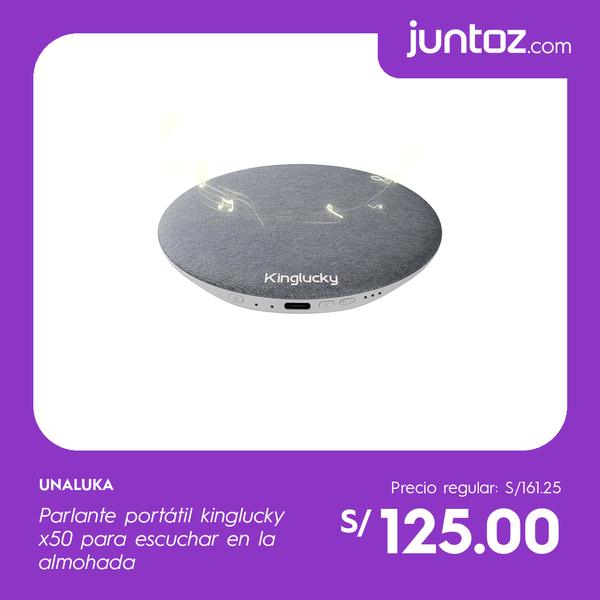 juntoz.com
Kinglucky
UNALUKA
Parlante portátil kinglucky
x50 para escuchar en la
almohada
Precio regular: S/161.25
S/125.00